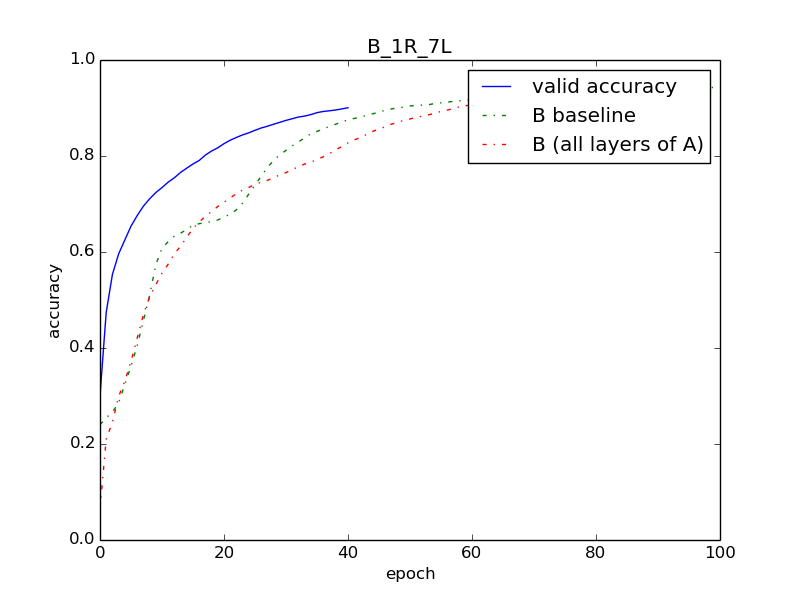 B_1R_7L
valid accuracy
B baseline
B (all layers of A)
1.0
0.8
0.6
0.4
0.2
0.0
accuracy
0 20 40 60 80 100
epoch